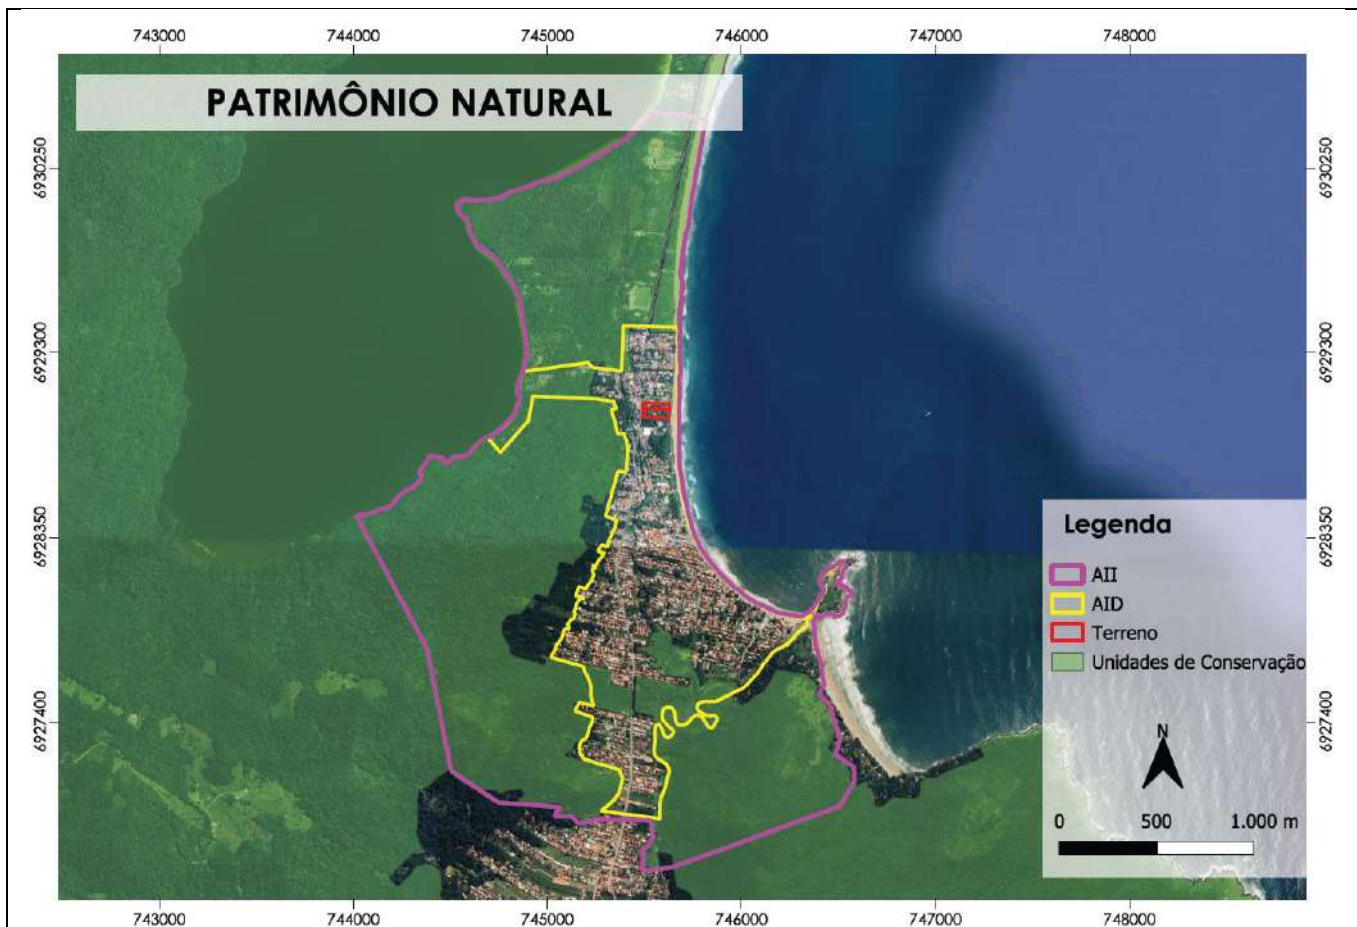 743000 744000 745000 746000 747000 748000
PATRIMÔNIO NATURAL
6930250 6930250
6929300 6929300
6928350 6928350
6927400 6927400
Legenda
AII
AID
Terreno
Unidades de Conservação
N
0 500 1.000 m
743000 744000 745000 746000 747000 748000